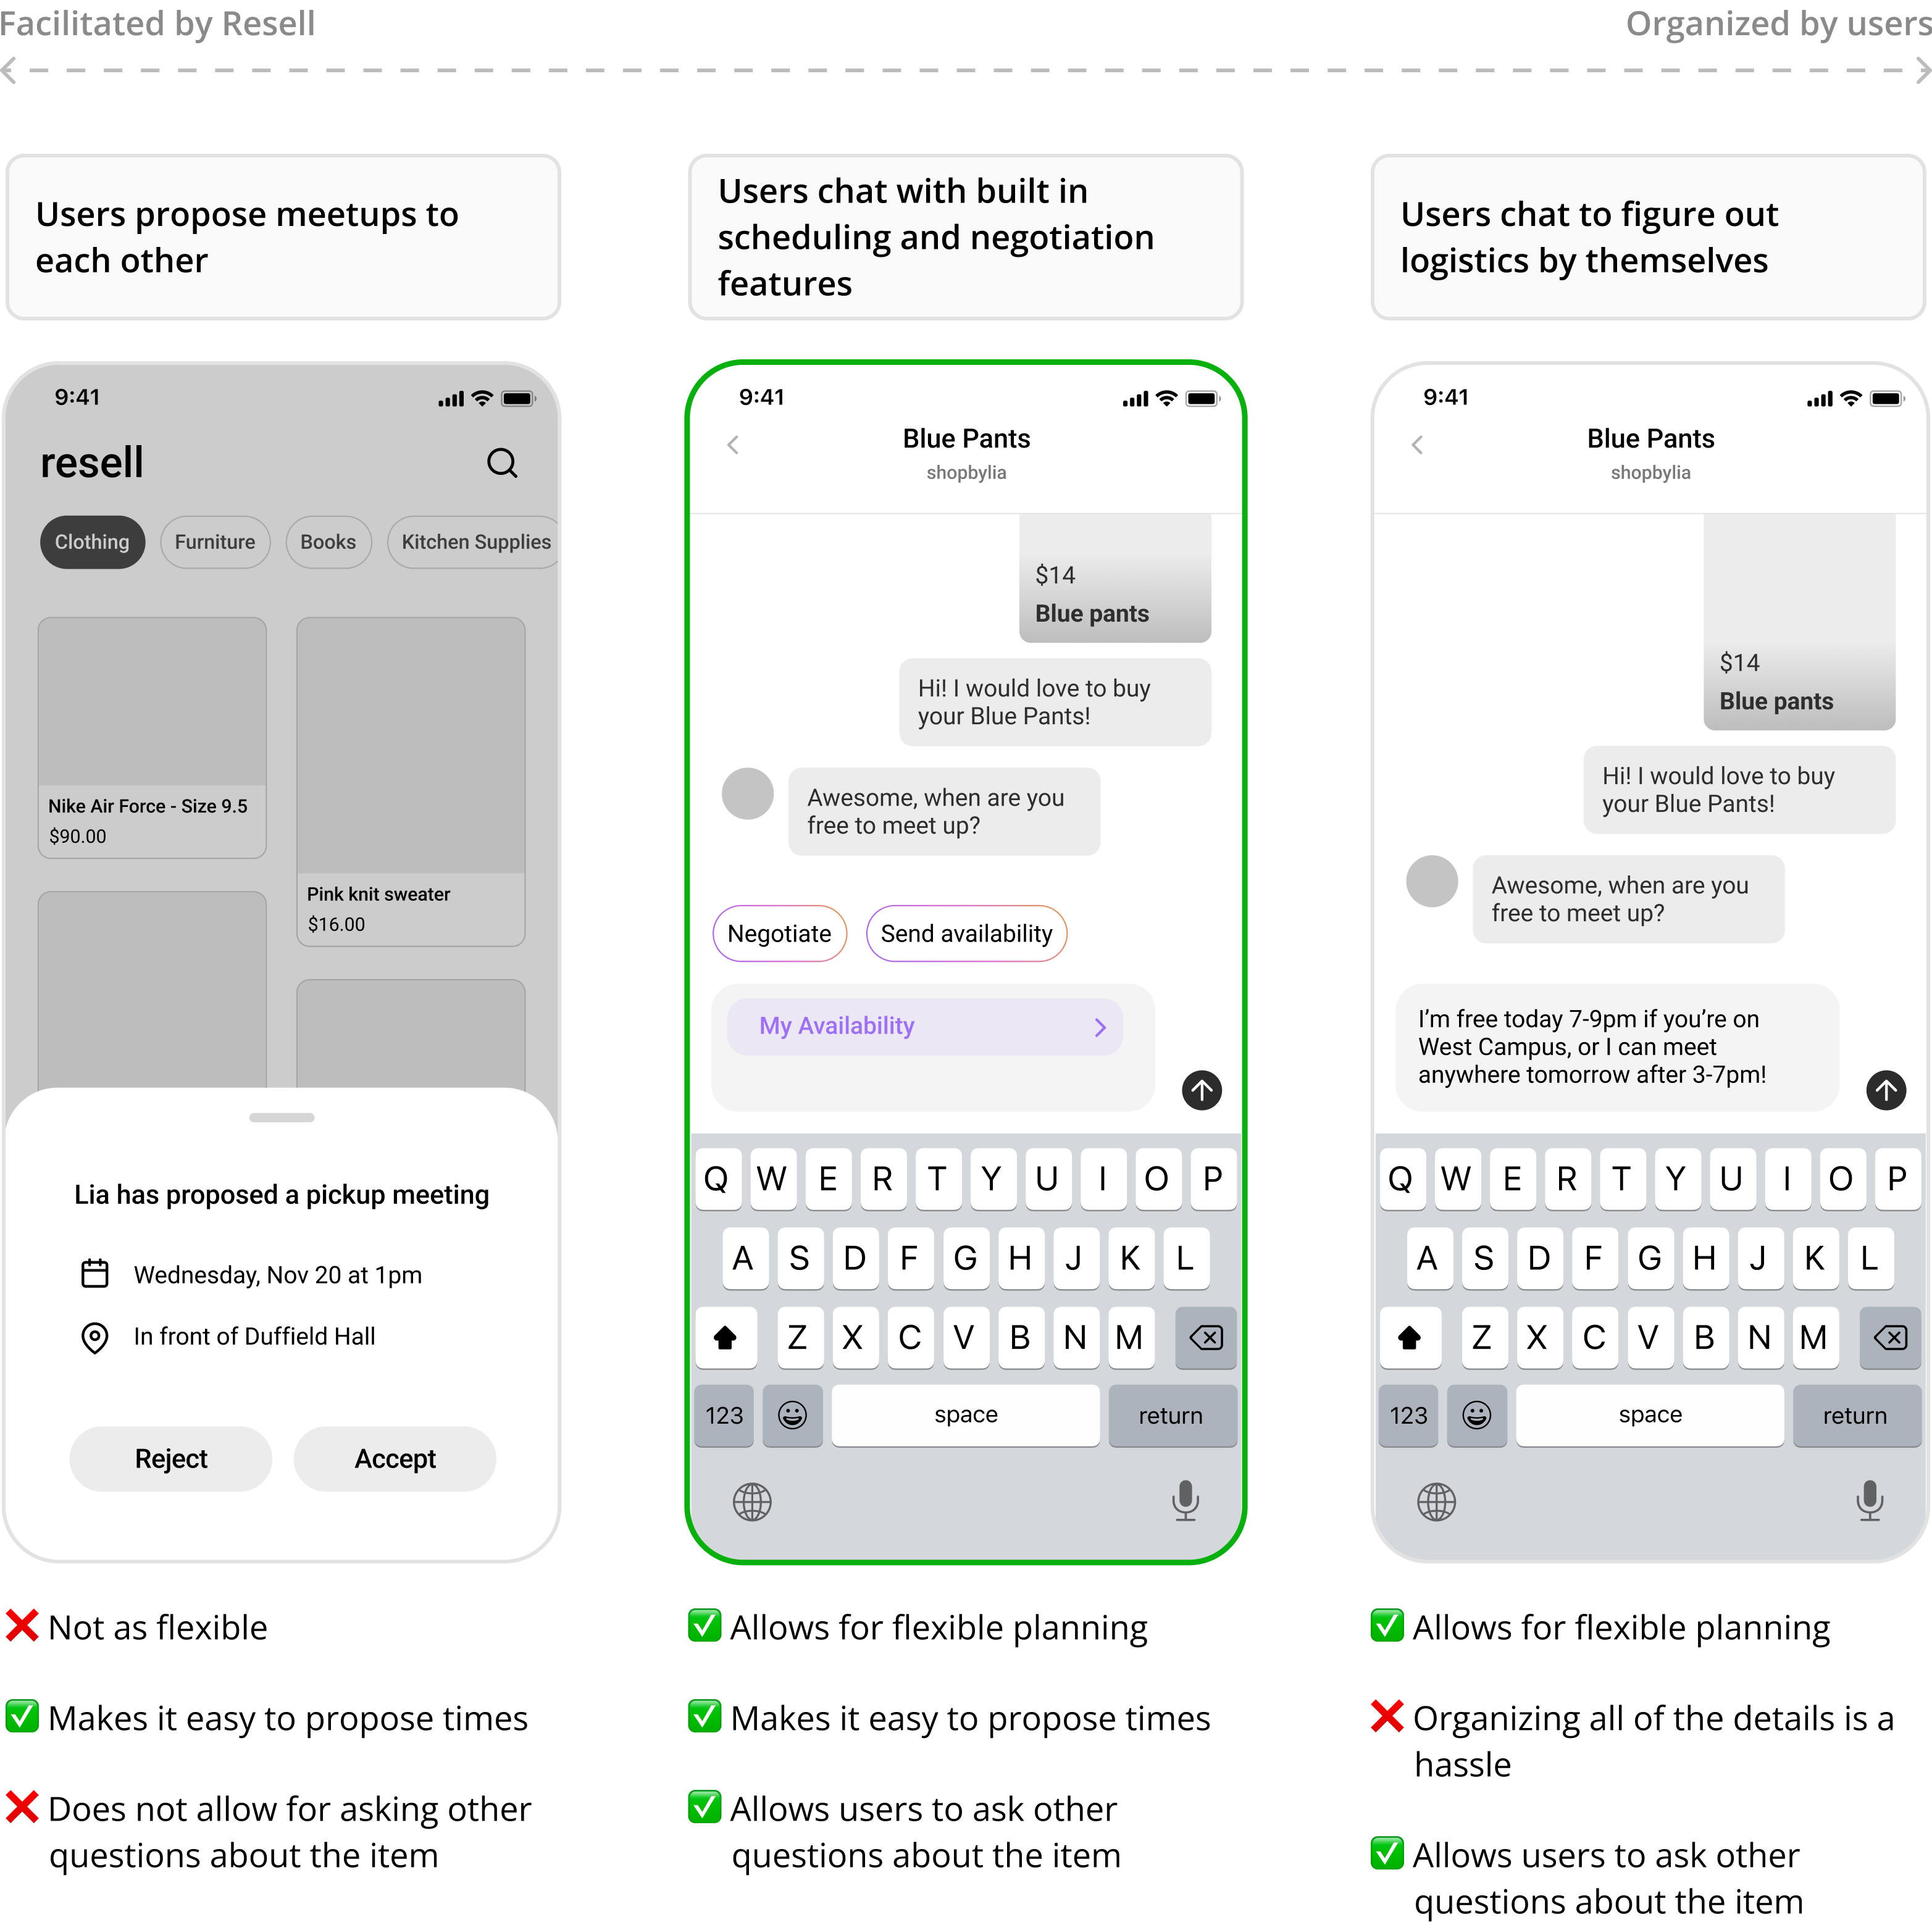 Facilitated by Resell
Organized by users
Users propose meetups to
each other
9:41
resell
Clothing
Furniture
Books
Kitchen Supplies
Nike Air Force - Size 9.5
$90.00
Pink knit sweater
$16.00
Lia has proposed a pickup meeting
Wednesday, Nov 20 at 1pm
In front of Duffield Hall
Reject
Accept
Not as flexible
Makes it easy to propose times
Does not allow for asking other
questions about the item
Users chat with built in
scheduling and negotiation
features
9:41
Blue Pants
shopbylia
$14
Blue pants
Hi! I would love to buy
your Blue Pants!
Awesome, when are you
free to meet up?
Negotiate
Send availability
My Availability
Q W E R T Y U I O P
A S D F G H J K L
Z X C V B N M
123
space
return
Allows for flexible planning
Makes it easy to propose times
Allows users to ask other
questions about the item
Users chat to figure out
logistics by themselves
9:41
Blue Pants
shopbylia
$14
Blue pants
Hi! I would love to buy
your Blue Pants!
Awesome, when are you
free to meet up?
I’m free today 7-9pm if you’re on
West Campus, or I can meet
anywhere tomorrow after 3-7pm!
Q W E R T Y U I O P
A S D F G H J K L
Z X C V B N M
123
space
return
Allows for flexible planning
Organizing all of the details is a
hassle
Allows users to ask other
questions about the item